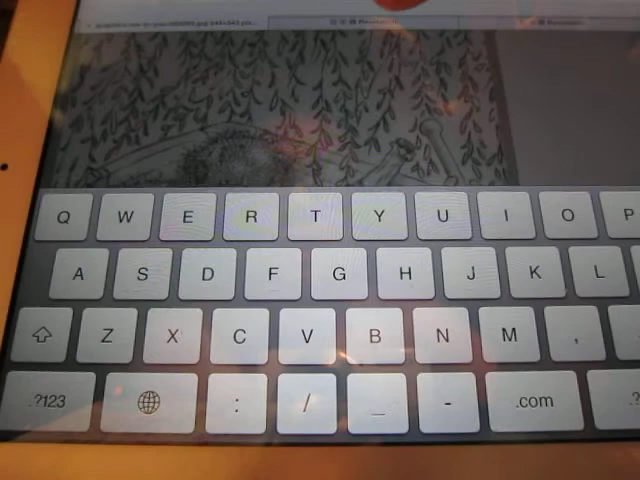 Q W E R T Y U I O P
A S D F G H J K L
Z X C V B N M ,
.?123 : / _ - .com .?